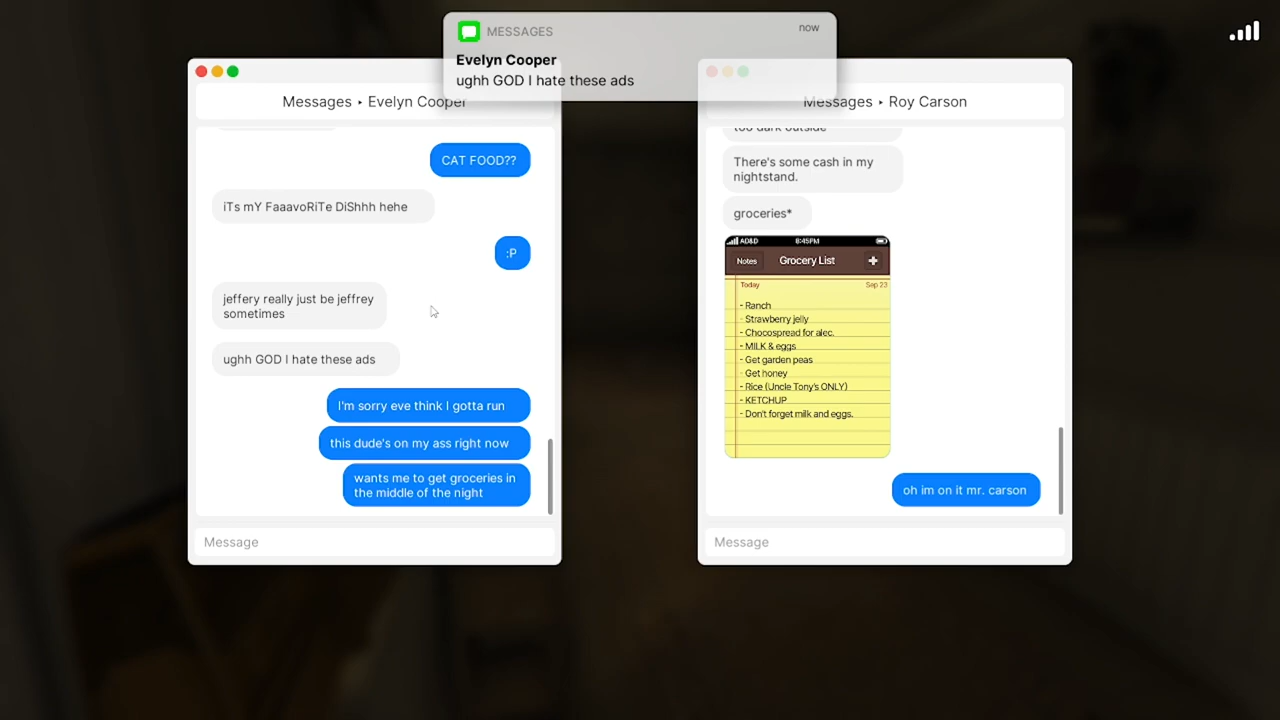 MESSAGES
now
Evelyn Cooper
ughh GOD I hate these ads
Messages ▸ Evelyn Cooper
CAT FOOD??
iTs mY FaaavoRiTe DiShhh hehe
:P
jeffery really just be jeffrey
sometimes
ughh GOD I hate these ads
I'm sorry eve think I gotta run
this dude's on my ass right now
wants me to get groceries in
the middle of the night
Message
Messages ▸ Roy Carson
too dark outside
There's some cash in my
nightstand.
groceries*
AD&D 8:45PM
Notes Grocery List +
Today Sep 23
- Ranch
- Strawberry jelly
- Chocospread for alec.
- MILK & eggs
- Get garden peas
- Get honey
- Rice (Uncle Tony's ONLY)
- KETCHUP
- Don't forget milk and eggs.
oh im on it mr. carson
Message